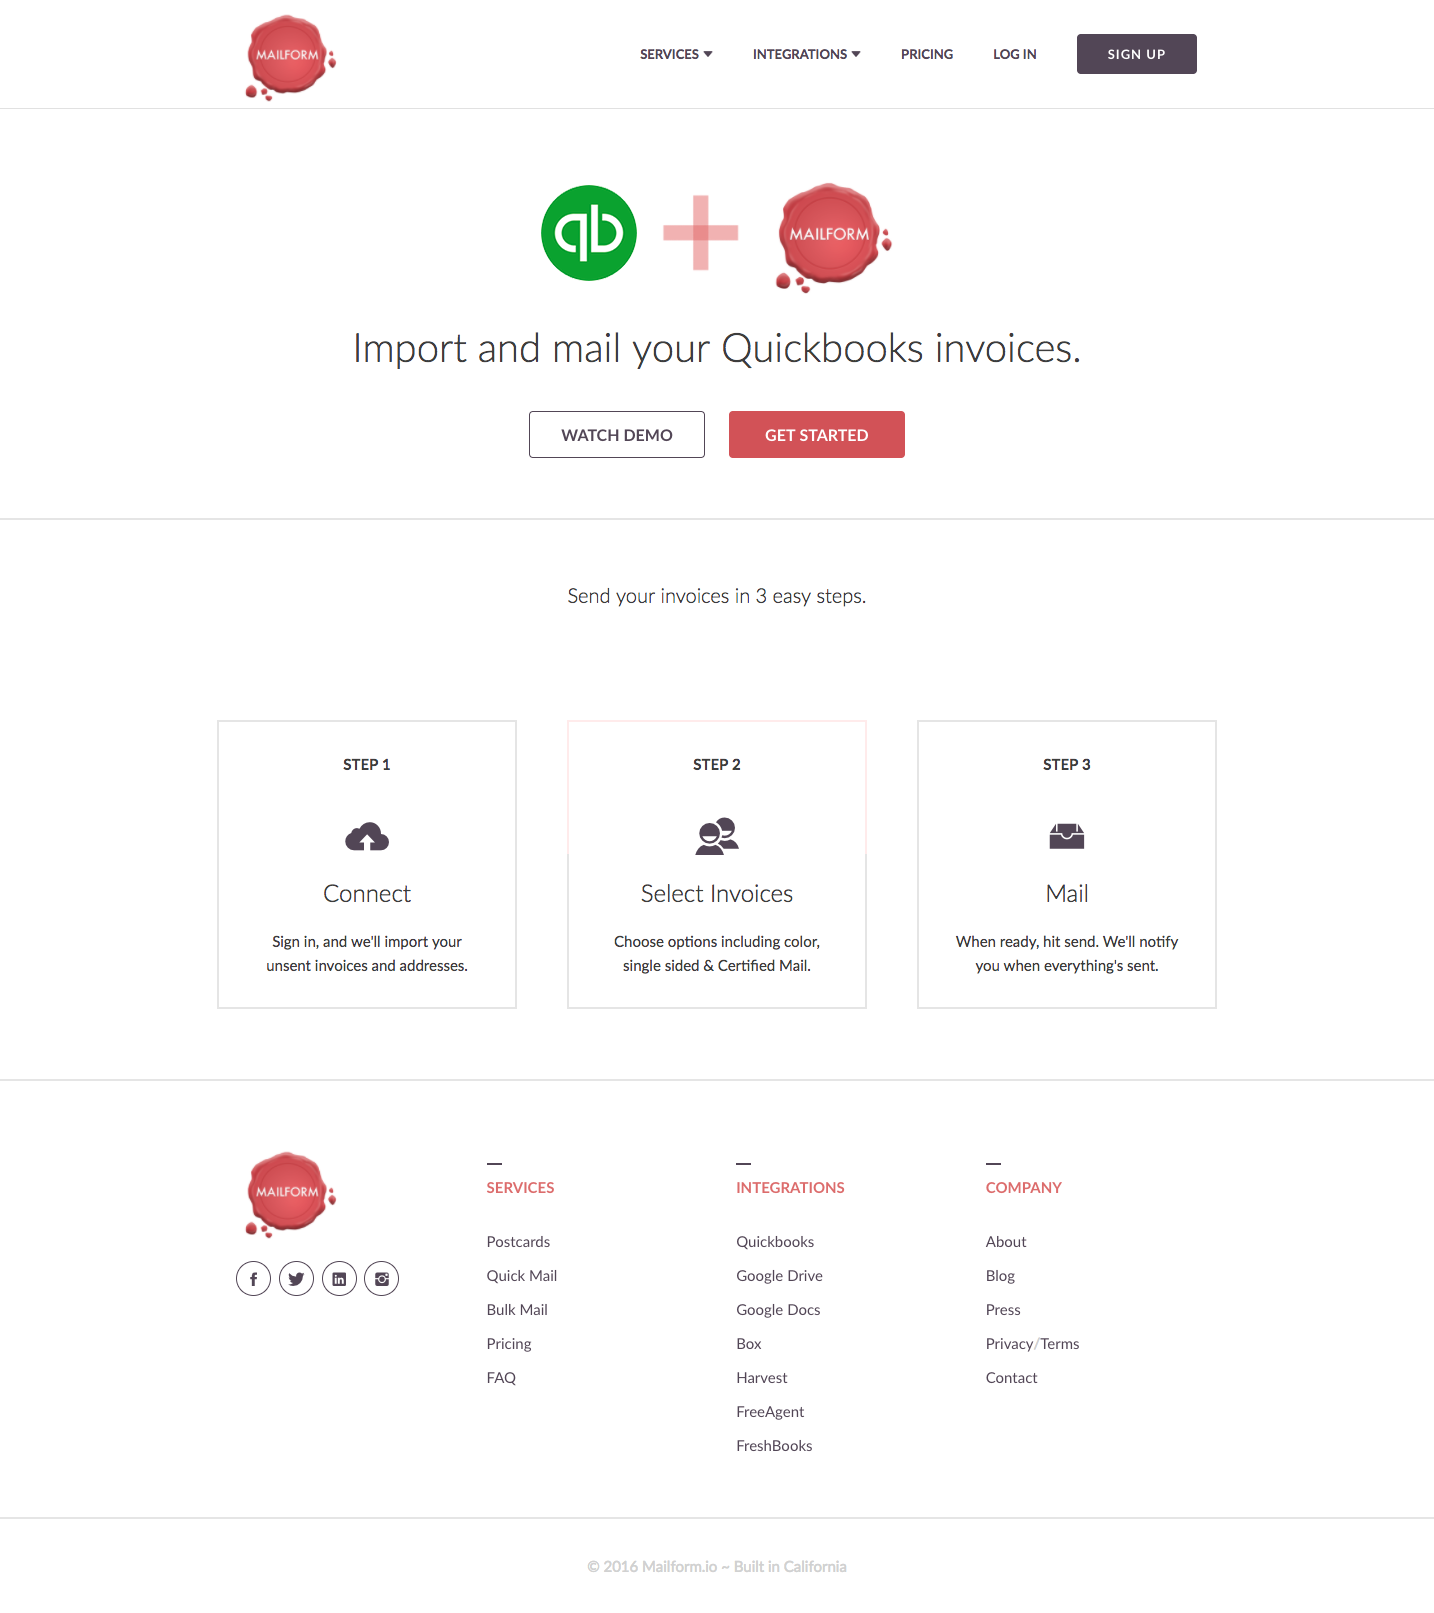 MAILFORM
SERVICES
INTEGRATIONS
PRICING
LOG IN
SIGN UP
qb
MAILFORM
Import and mail your Quickbooks invoices.
WATCH DEMO
GET STARTED
Send your invoices in 3 easy steps.
STEP 1
Connect
Sign in, and we'll import your
unsent invoices and addresses.
STEP 2
Select Invoices
Choose options including color,
single sided & Certified Mail.
STEP 3
Mail
When ready, hit send. We'll notify
you when everything's sent.
MAILFORM
SERVICES
Postcards
Quick Mail
Bulk Mail
Pricing
FAQ
INTEGRATIONS
Quickbooks
Google Drive
Google Docs
Box
Harvest
FreeAgent
FreshBooks
COMPANY
About
Blog
Press
Privacy/Terms
Contact
© 2016 Mailform.io ~ Built in California